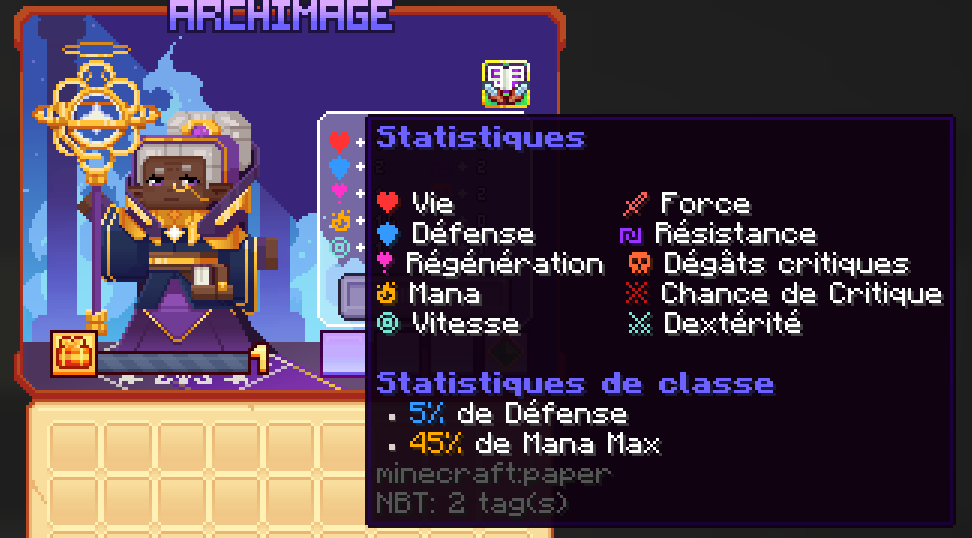 ARCHIMAGE
Statistiques
Vie
Force
Défense
Résistance
Régénération
Dégâts critiques
Mana
Chance de Critique
Vitesse
Dextérité
1
Statistiques de classe
• 5% de Défense
• 45% de Mana Max
minecraft:paper
NBT: 2 tag(s)